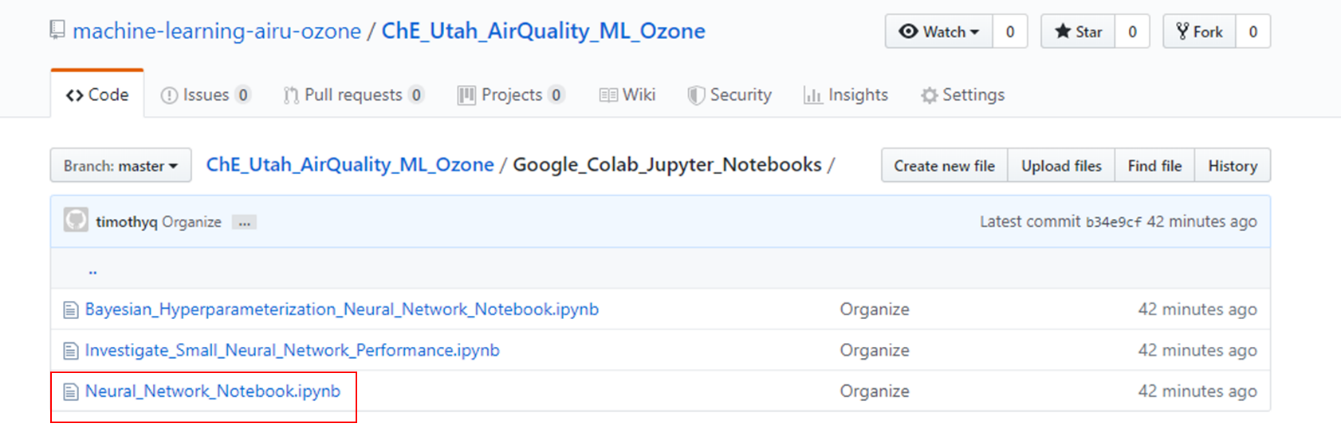 machine-learning-airu-ozone / ChE_Utah_AirQuality_ML_Ozone Watch 0 Star 0 Fork 0
Code Issues 0 Pull requests 0 Projects 0 Wiki Security Insights Settings
Branch: master ChE_Utah_AirQuality_ML_Ozone / Google_Colab_Jupyter_Notebooks / Create new file Upload files Find file History
timothyq Organize ... Latest commit b34e9cf 42 minutes ago
..
Bayesian_Hyperparameterization_Neural_Network_Notebook.ipynb Organize 42 minutes ago
Investigate_Small_Neural_Network_Performance.ipynb Organize 42 minutes ago
Neural_Network_Notebook.ipynb Organize 42 minutes ago